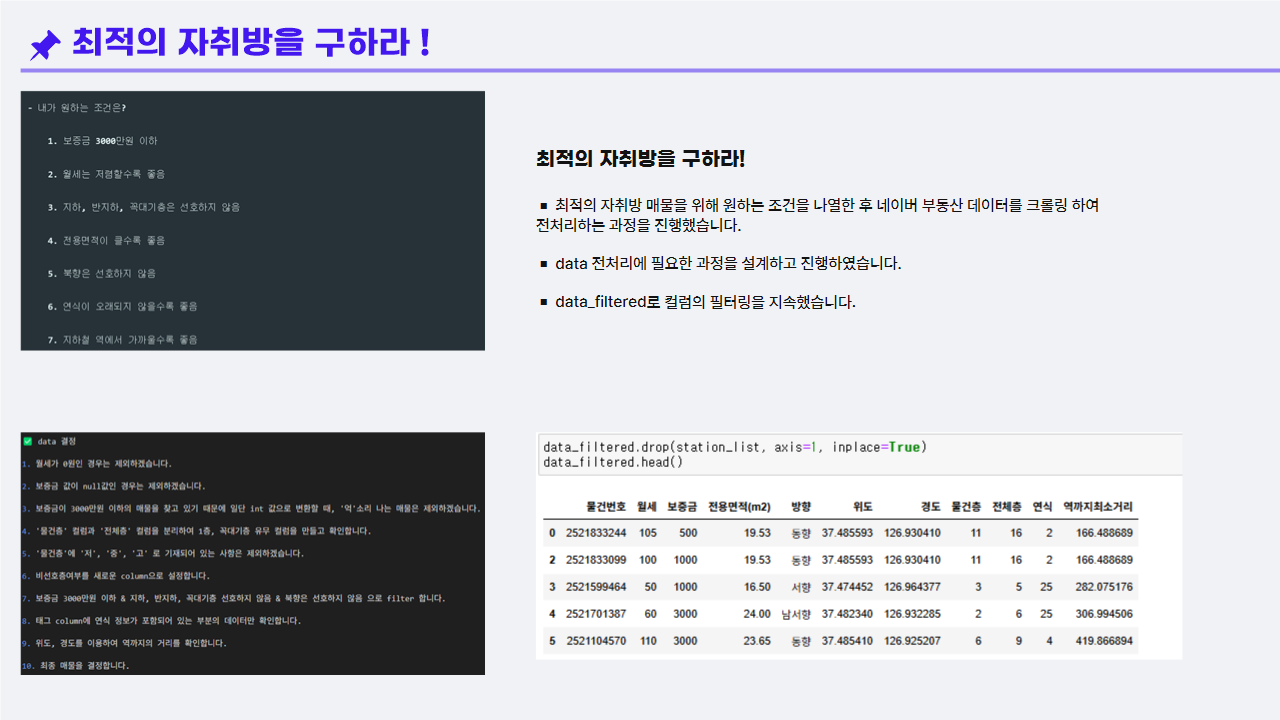 최적의 자취방을 구하라 !
- 내가 원하는 조건은?
1. 보증금 3000만원 이하
2. 월세는 저렴할수록 좋음
3. 지하, 반지하, 꼭대기층은 선호하지 않음
4. 전용면적이 클수록 좋음
5. 북향은 선호하지 않음
6. 연식이 오래되지 않을수록 좋음
7. 지하철 역에서 가까울수록 좋음
최적의 자취방을 구하라!
▪ 최적의 자취방 매물을 위해 원하는 조건을 나열한 후 네이버 부동산 데이터를 크롤링 하여
전처리하는 과정을 진행했습니다.
▪ data 전처리에 필요한 과정을 설계하고 진행하였습니다.
▪ data_filtered로 컬럼의 필터링을 지속했습니다.
✅ data 결정
1. 월세가 0원인 경우는 제외하겠습니다.
2. 보증금 값이 null값인 경우는 제외하겠습니다.
3. 보증금이 3000만원 이하의 매물을 찾고 있기 때문에 일단 int 값으로 변환할 때, '억'소리 나는 매물은 제외하겠습니다.
4. '물건층' 컬럼과 '전체층' 컬럼을 분리하여 1층, 꼭대기층 유무 컬럼을 만들고 확인합니다.
5. '물건층'에 '저', '중', '고' 로 기재되어 있는 사항은 제외하겠습니다.
6. 비선호층여부를 새로운 column으로 설정합니다.
7. 보증금 3000만원 이하 & 지하, 반지하, 꼭대기층 선호하지 않음 & 북향은 선호하지 않음 으로 filter 합니다.
8. 태그 column에 연식 정보가 포함되어 있는 부분의 데이터만 확인합니다.
9. 위도, 경도를 이용하여 역까지의 거리를 확인합니다.
10. 최종 매물을 결정합니다.
data_filtered.drop(station_list, axis=1, inplace=True)
data_filtered.head()
물건번호 월세 보증금 전용면적(m2) 방향 위도 경도 물건층 전체층 연식 역까지최소거리
0 2521833244 105 500 19.53 동향 37.485593 126.930410 11 16 2 166.488689
2 2521833099 100 1000 19.53 동향 37.485593 126.930410 11 16 2 166.488689
3 2521599464 50 1000 16.50 서향 37.474452 126.964377 3 5 25 282.075176
4 2521701387 60 3000 24.00 남서향 37.482340 126.932285 2 6 25 306.994506
5 2521104570 110 3000 23.65 동향 37.485410 126.925207 6 9 4 419.866894